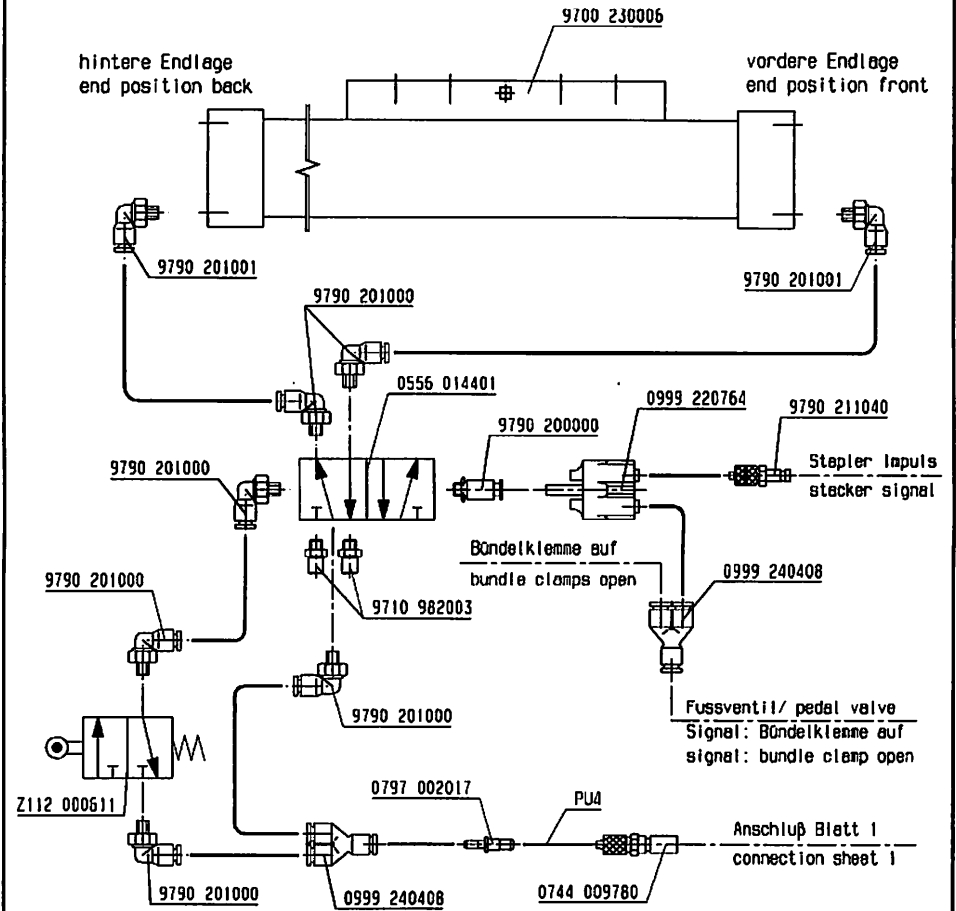 9700 230006
hintere Endlage
end position back
vordere Endlage
end position front
9790 201001
9790 201001
9790 201000
0556 014401
0999 220764
9790 211040
9790 200000
9790 201000
Stapler Impuls
stacker signal
Bündelklemme auf
bundle clamps open
0999 240408
9790 201000
9710 982003
9790 201000
Fussventil/ pedal valve
Signal: Bündelklemme auf
signal: bundle clamp open
Z112 000611
0797 002017
PU4
Anschluβ Blatt 1
connection sheet 1
9790 201000
0999 240408
0744 009780